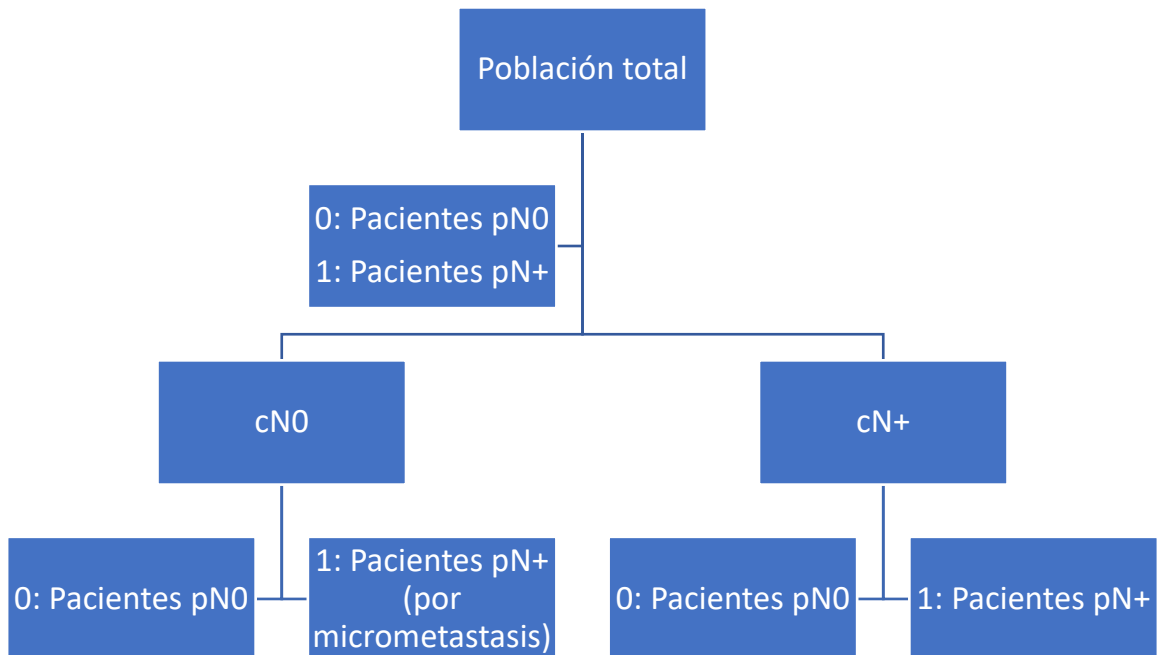 Población total
0: Pacientes pN0
1: Pacientes pN+
cN0
cN+
0: Pacientes pN0
1: Pacientes pN+
(por
micrometastasis)
0: Pacientes pN0
1: Pacientes pN+